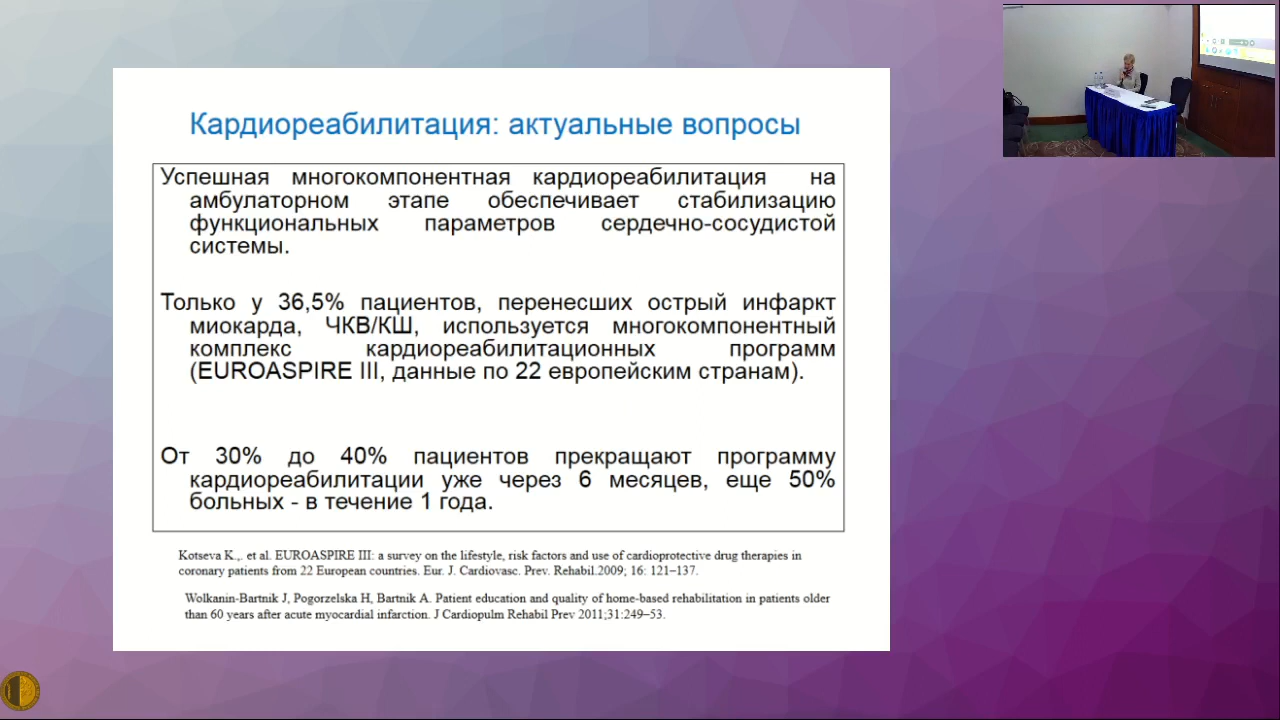 Кардиореабилитация: актуальные вопросы
Успешная многокомпонентная кардиореабилитация на
амбулаторном этапе обеспечивает стабилизацию
функциональных параметров сердечно-сосудистой
системы.
Только у 36,5% пациентов, перенесших острый инфаркт
миокарда, ЧКВ/КШ, используется многокомпонентный
комплекс кардиореабилитационных программ
(EUROASPIRE III, данные по 22 европейским странам).
От 30% до 40% пациентов прекращают программу
кардиореабилитации уже через 6 месяцев, еще 50%
больных - в течение 1 года.
Kotseva K.,. et al. EUROASPIRE III: a survey on the lifestyle, risk factors and use of cardioprotective drug therapies in
coronary patients from 22 European countries. Eur. J. Cardiovasc. Prev. Rehabil.2009; 16: 121–137.
Wolkanin-Bartnik J, Pogorzelska H, Bartnik A. Patient education and quality of home-based rehabilitation in patients older
than 60 years after acute myocardial infarction. J Cardiopulm Rehabil Prev 2011;31:249–53.